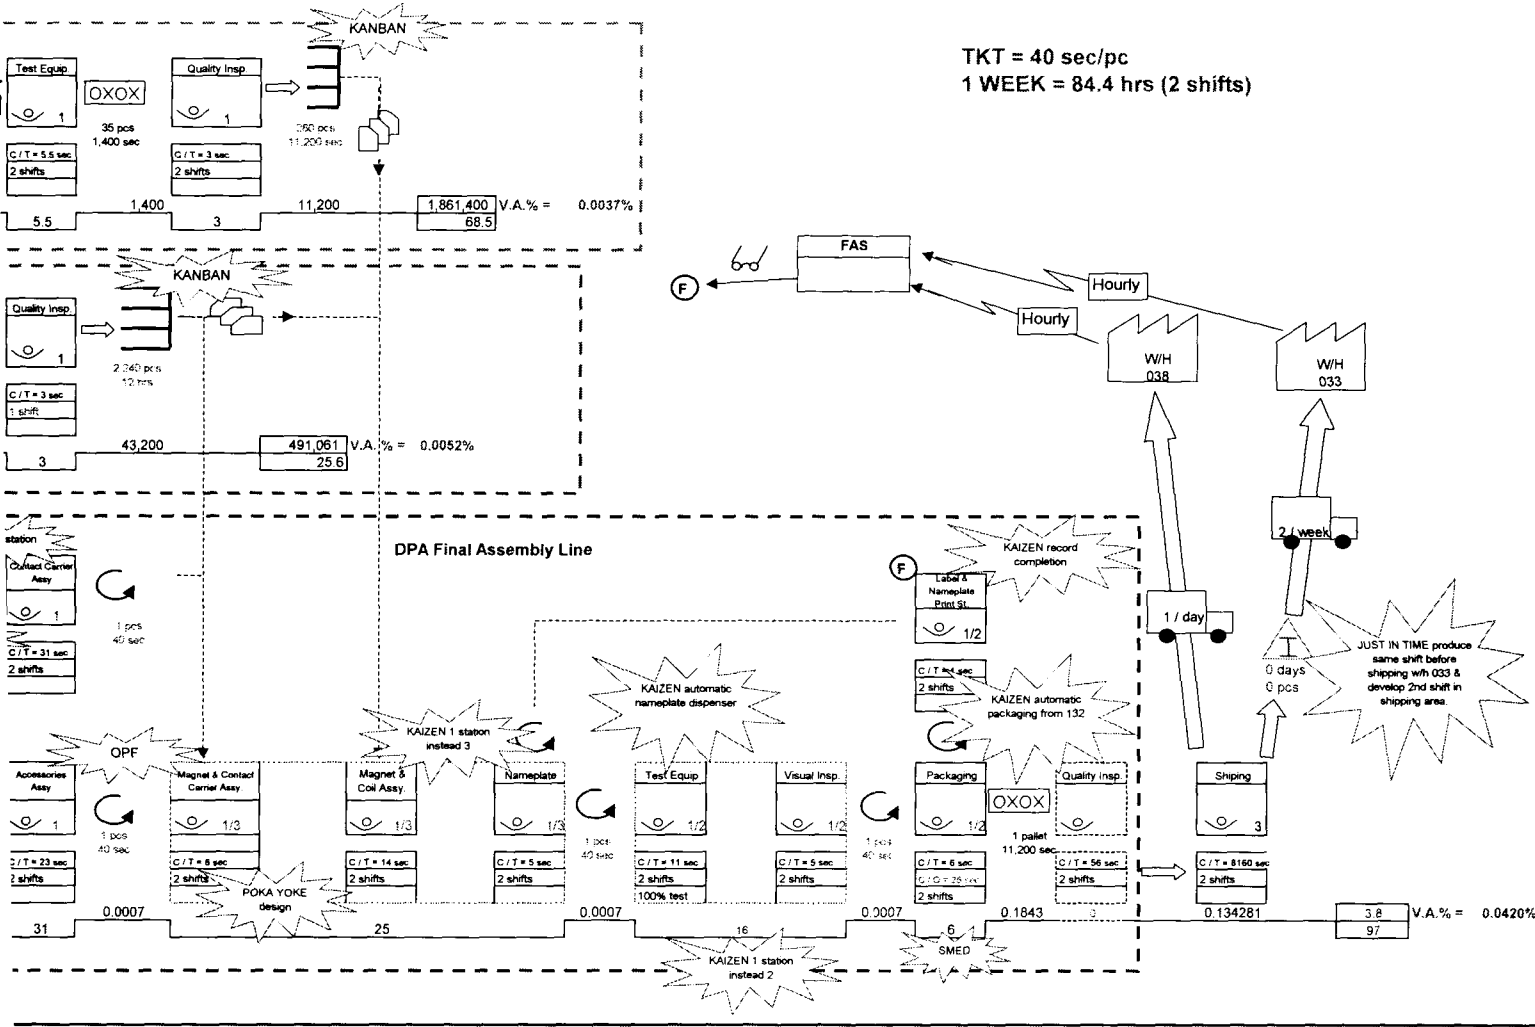 KANBAN
TKT = 40 sec/pc
1 WEEK = 84.4 hrs (2 shifts)
Test Equip
1
OXOX
35 pcs
1,400 sec
Quality Insp
1
11,200 sec
C / T = 5.5 sec
2 shifts
C / T = 3 sec
2 shifts
5.5
1,400
3
11,200
1,861,400
68.5
V.A.% = 0.0037%
KANBAN
Quality Insp.
1
2,240 pcs
12 hrs
C / T = 3 sec
1 shift
3
43,200
491,061
25.6
V.A.% = 0.0052%
FAS
F
Hourly
Hourly
W/H
038
W/H
033
2 / week
1 / day
0 days
0 pcs
JUST IN TIME produce
same shift before
shipping w/h 033 &
develop 2nd shift in
shipping area.
DPA Final Assembly Line
station
Contact Carrier
Assy
1
1 pcs
40 sec
C / T = 31 sec
2 shifts
KAIZEN record
completion
F
Label &
Nameplate
Print St.
1/2
2 shifts
KAIZEN automatic
packaging from 132
KAIZEN automatic
nameplate dispenser
KAIZEN 1 station
instead 3
OPF
Accessories
Assy
1
C / T = 23 sec
2 shifts
1 pcs
40 sec
Magnet & Contact
Carrier Assy
1/3
C / T = 6 sec
2 shifts
POKA YOKE
design
Magnet &
Coil Assy.
1/3
C / T = 14 sec
2 shifts
Nameplate
1/3
C / T = 5 sec
2 shifts
1 pcs
40 sec
Test Equip
1/2
C / T = 11 sec
2 shifts
100% test
Visual Insp.
1/2
C / T = 5 sec
2 shifts
1 pcs
40 sec
Packaging
1/2
C / T = 6 sec
2 shifts
OXOX
1 pallet
11,200 sec
Quality Insp.
C / T = 56 sec
2 shifts
Shiping
3
C / T = 8160 sec
2 shifts
31
0.0007
25
0.0007
16
0.0007
6
0.1843
0
0.134281
3.8
97
V.A.% = 0.0420%
KAIZEN 1 station
instead 2
SMED